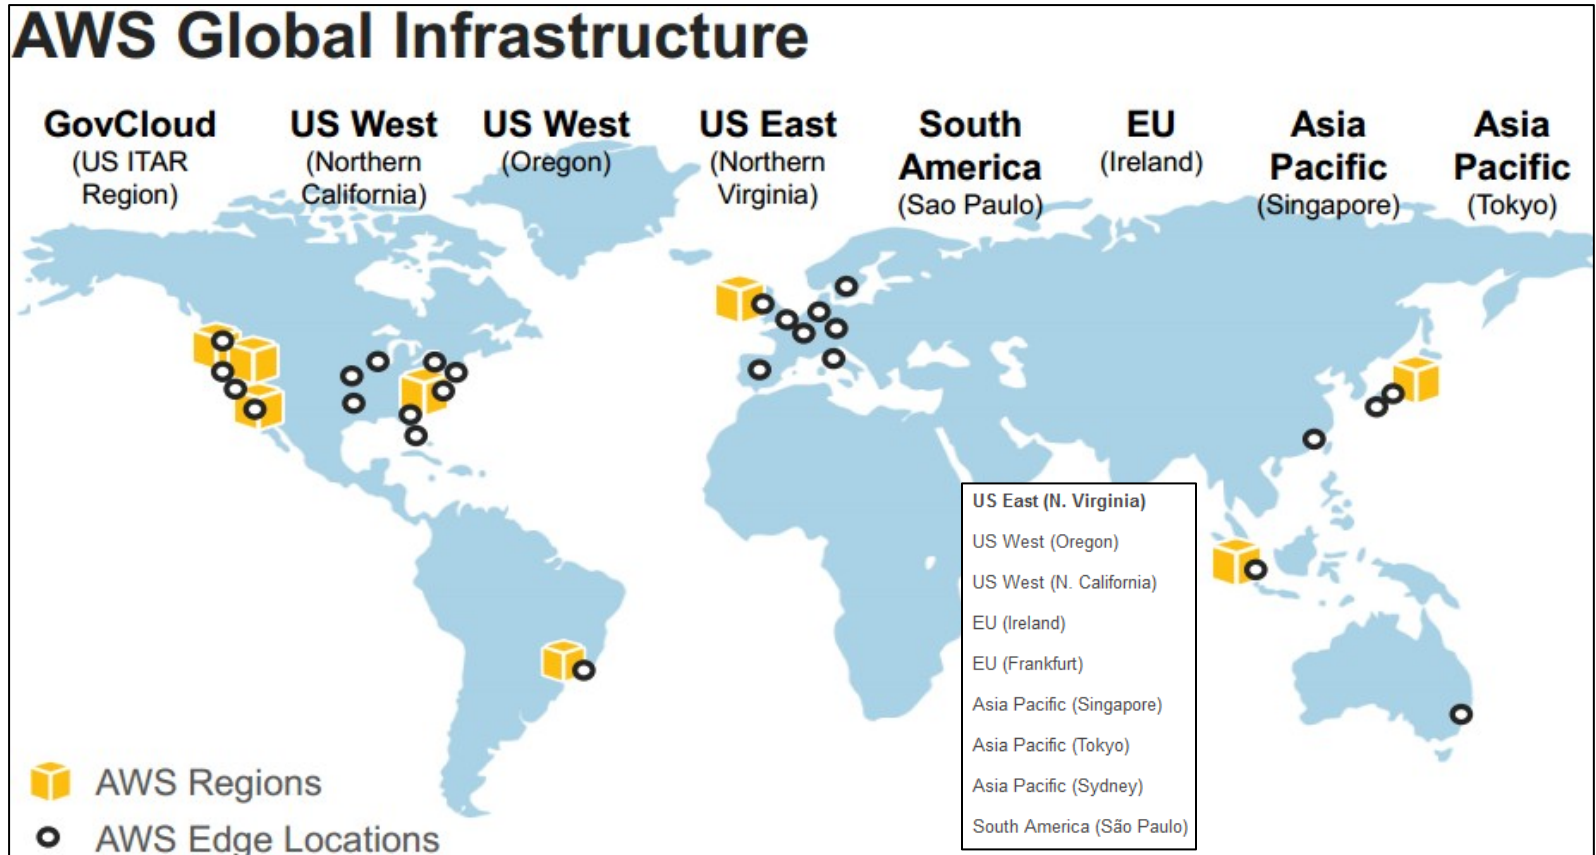 AWS Global Infrastructure
GovCloud
(US ITAR
Region)
US West
(Northern
California)
US West
(Oregon)
US East
(Northern
Virginia)
South
America
(Sao Paulo)
EU
(Ireland)
Asia
Pacific
(Singapore)
Asia
Pacific
(Tokyo)
US East (N. Virginia)
US West (Oregon)
US West (N. California)
EU (Ireland)
EU (Frankfurt)
Asia Pacific (Singapore)
Asia Pacific (Tokyo)
Asia Pacific (Sydney)
South America (São Paulo)
AWS Regions
AWS Edge Locations